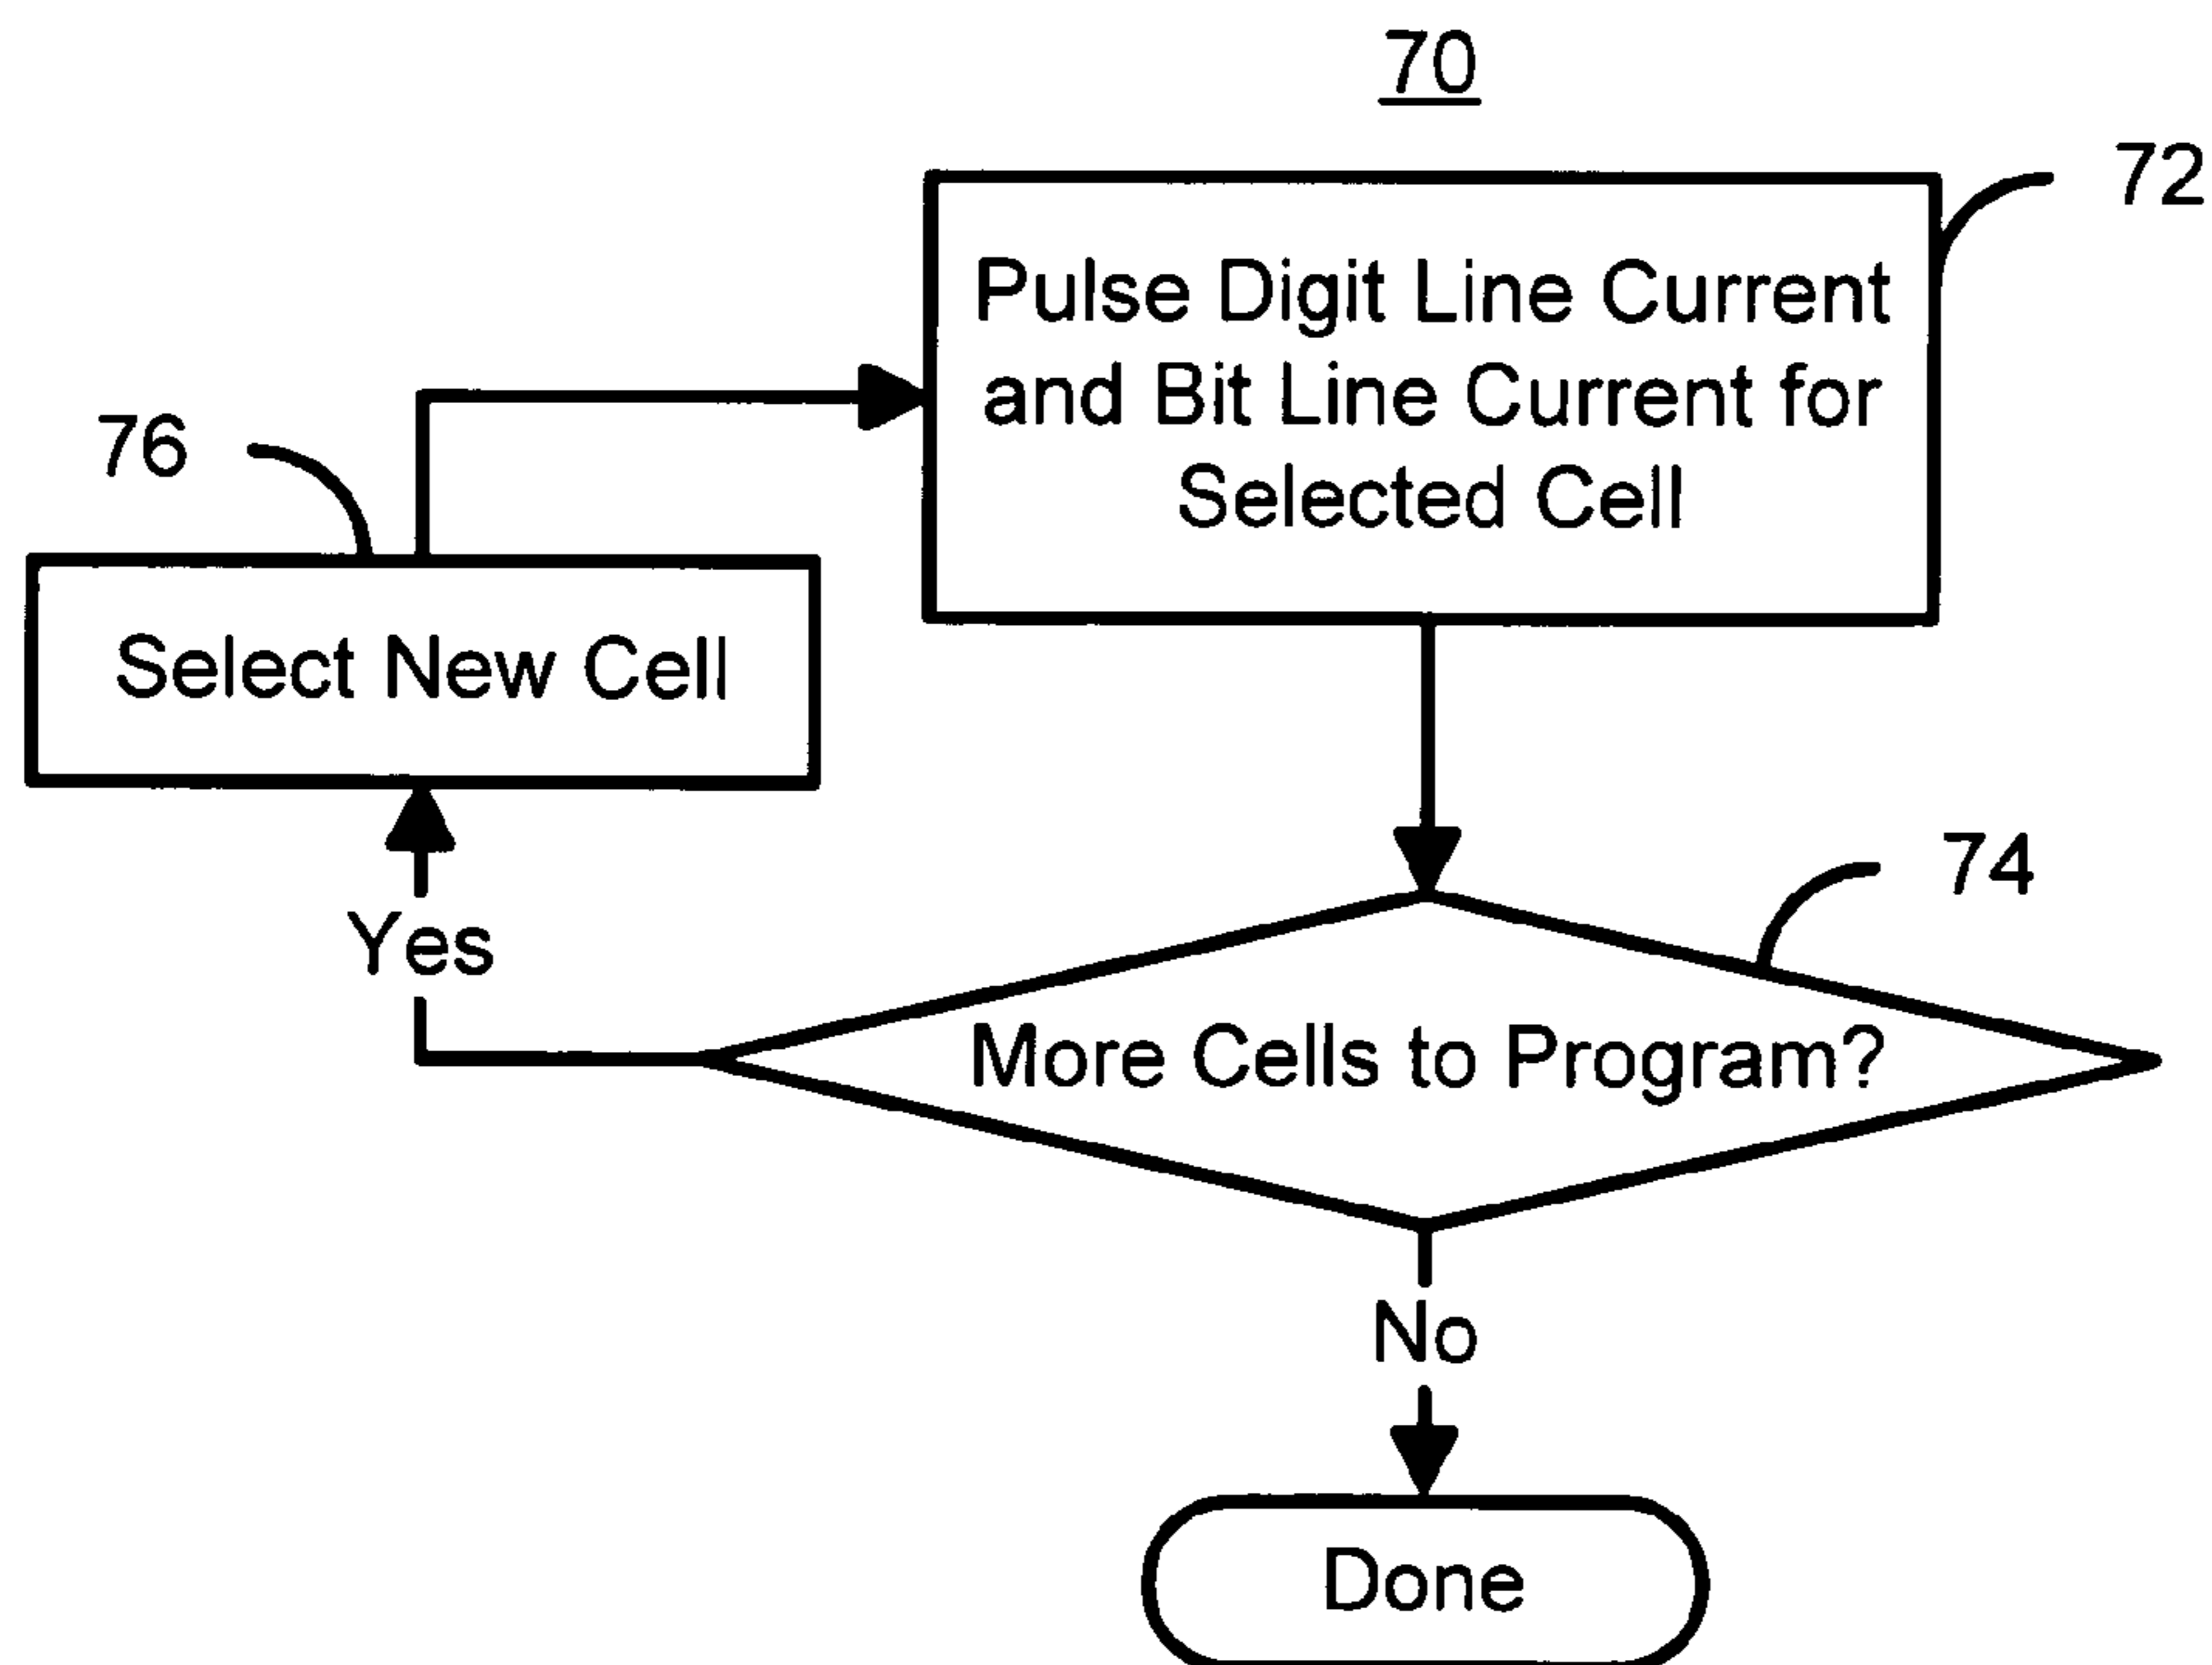 70
72
Pulse Digit Line Current
and Bit Line Current for
Selected Cell
76
Select New Cell
74
Yes
More Cells to Program?
No
Done